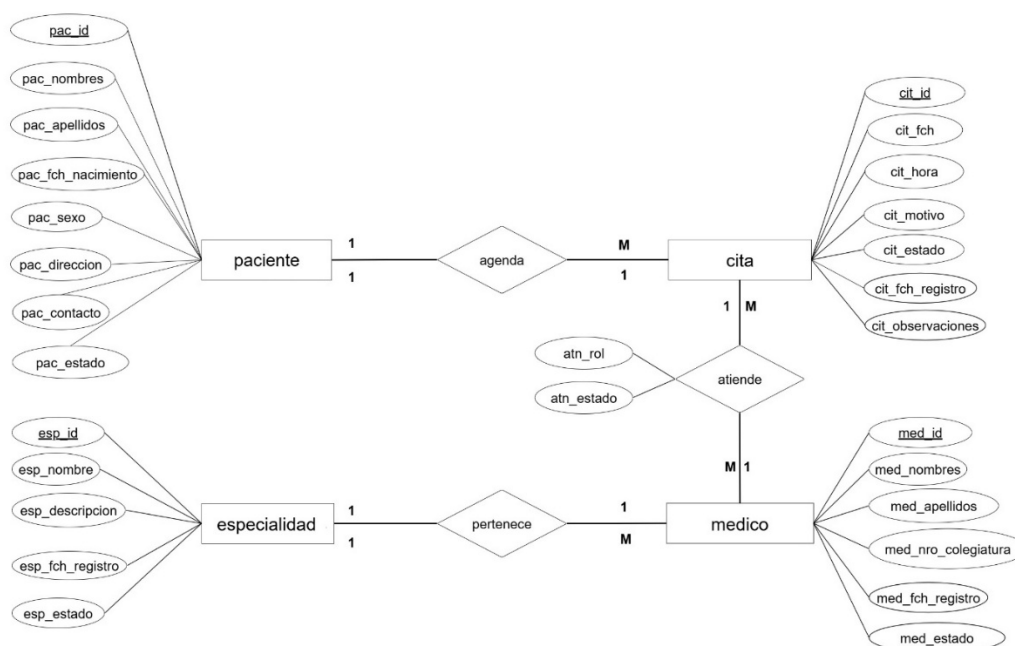 pac_id
pac_nombres
pac_apellidos
pac_fch_nacimiento
pac_sexo
pac_direccion
pac_contacto
pac_estado
paciente
1
1
agenda
M
1
cita
cit_id
cit_fch
cit_hora
cit_motivo
cit_estado
cit_fch_registro
cit_observaciones
1 M
atn_rol
atn_estado
atiende
M 1
esp_id
esp_nombre
esp_descripcion
esp_fch_registro
esp_estado
especialidad
1
1
pertenece
1
M
medico
med_id
med_nombres
med_apellidos
med_nro_colegiatura
med_fch_registro
med_estado